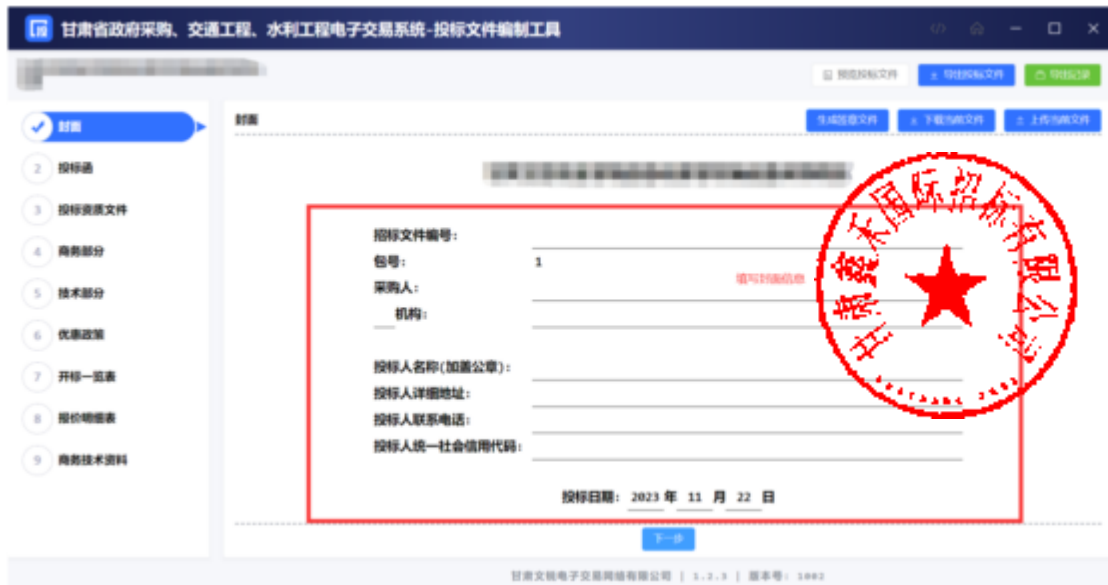 甘肃省政府采购、交通工程、水利工程电子交易系统-投标文件编制工具
预览投标文件
导出投标文件
导出记录
封面
2 投标函
3 投标资质文件
4 商务部分
5 技术部分
6 优惠政策
7 开标一览表
8 报价明细表
9 商务技术资料
封面
生成签章文件
下载当前文件
上传当前文件
招标文件编号:
包号: 1
填写封面信息
采购人:
机构:
投标人名称(加盖公章):
投标人详细地址:
投标人联系电话:
投标人统一社会信用代码:
投标日期: 2023 年 11 月 22 日
甘肃鑫禾国际招标有限公司
下一步
甘肃文锐电子交易网络有限公司 | 1.2.3 | 版本号: 1002